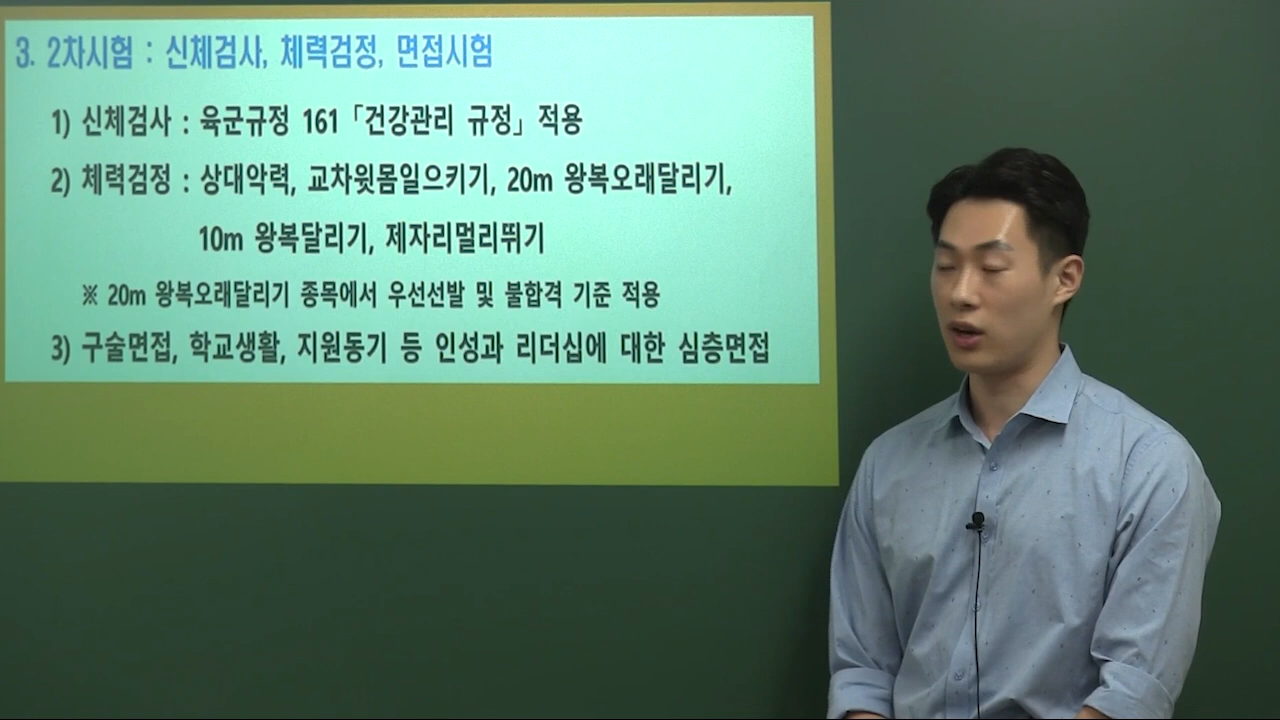 3. 2차시험 : 신체검사, 체력검정, 면접시험
1) 신체검사 : 육군규정 161 「건강관리 규정」 적용
2) 체력검정 : 상대악력, 교차윗몸일으키기, 20m 왕복오래달리기,
10m 왕복달리기, 제자리멀리뛰기
※ 20m 왕복오래달리기 종목에서 우선선발 및 불합격 기준 적용
3) 구술면접, 학교생활, 지원동기 등 인성과 리더십에 대한 심층면접